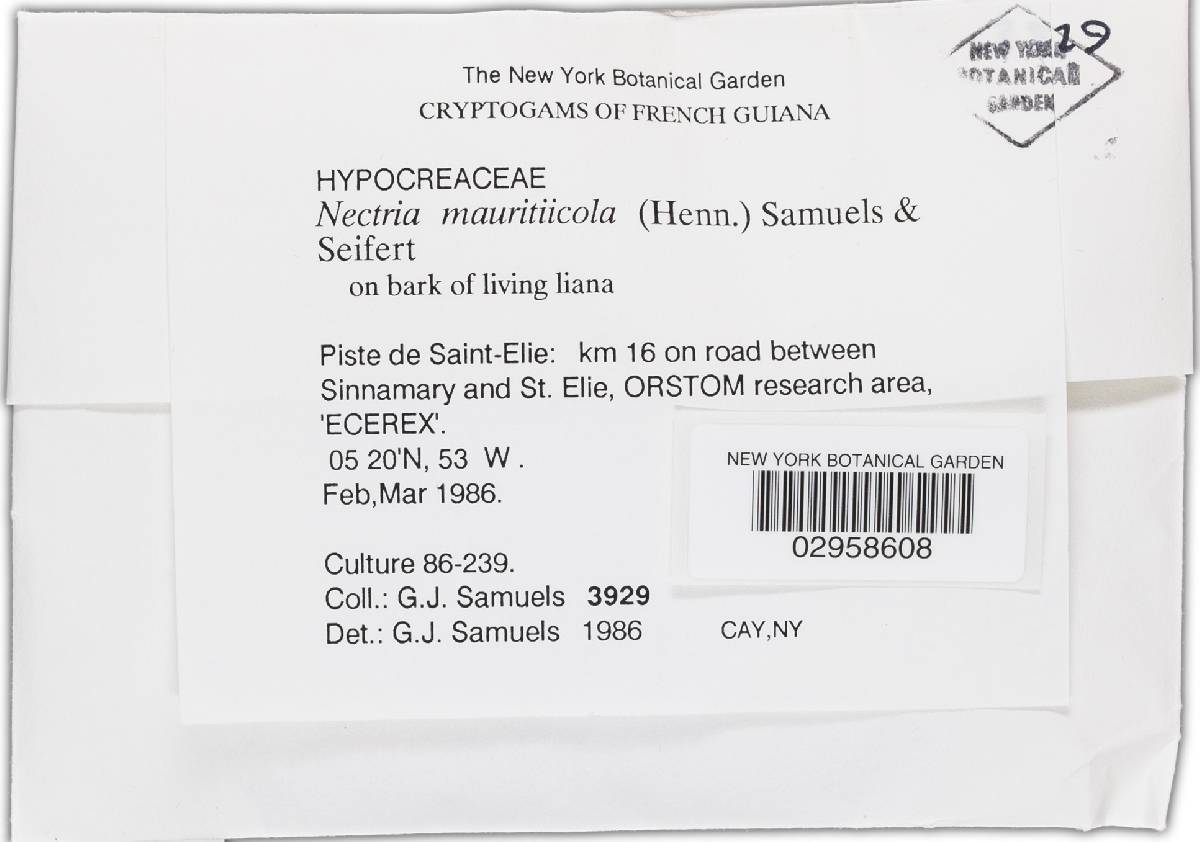 29
NEW YORK
BOTANICAL
GARDEN
The New York Botanical Garden
CRYPTOGAMS OF FRENCH GUIANA
HYPOCREACEAE
Nectria mauritiicola (Henn.) Samuels &
Seifert
on bark of living liana
Piste de Saint-Elie: km 16 on road between
Sinnamary and St. Elie, ORSTOM research area,
'ECEREX'.
05 20'N, 53 W .
Feb,Mar 1986.
NEW YORK BOTANICAL GARDEN
02958608
Culture 86-239.
Coll.: G.J. Samuels 3929
Det.: G.J. Samuels 1986 CAY,NY